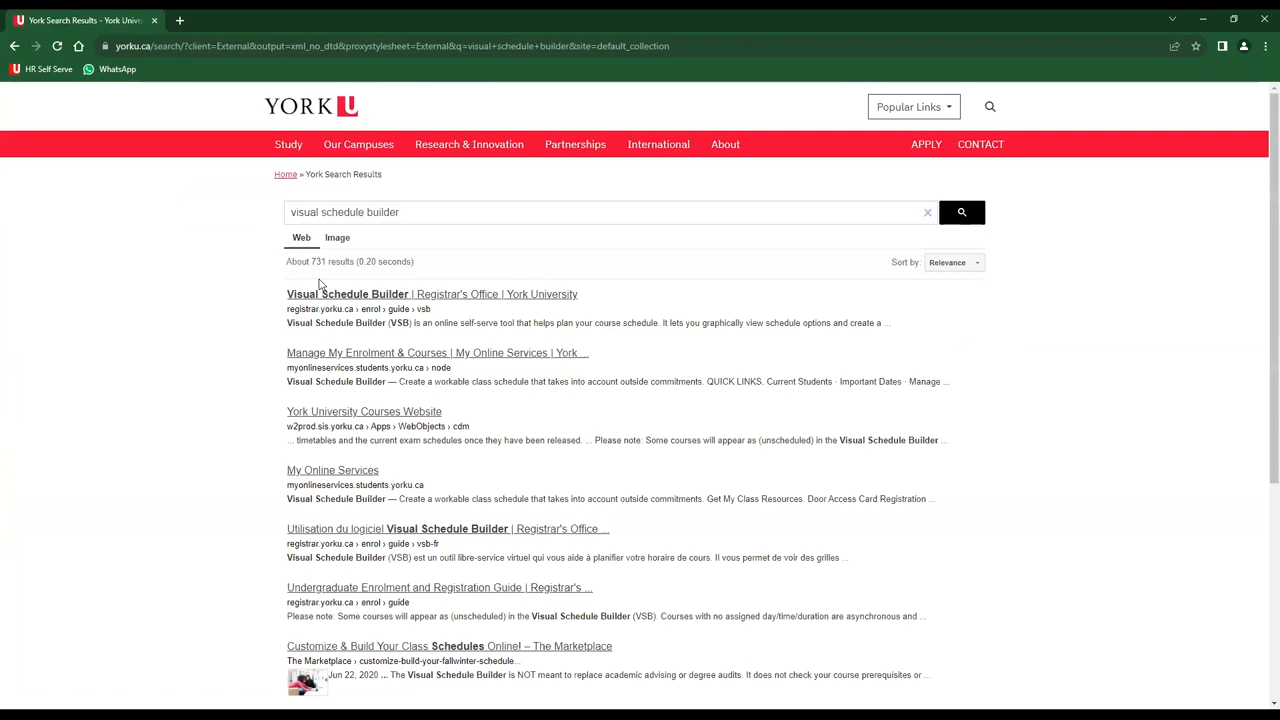 York Search Results - York Unive
yorku.ca/search/?client=External&output=xml_no_dtd&proxystylesheet=External&q=visual+schedule+builder&site=default_collection
HR Self Serve WhatsApp
YORK U Popular Links
Study Our Campuses Research & Innovation Partnerships International About APPLY CONTACT
Home » York Search Results
visual schedule builder
Web Image
About 731 results (0.20 seconds) Sort by: Relevance
Visual Schedule Builder | Registrar's Office | York University
registrar.yorku.ca › enrol › guide › vsb
Visual Schedule Builder (VSB) is an online self-serve tool that helps plan your course schedule. It lets you graphically view schedule options and create a ...
Manage My Enrolment & Courses | My Online Services | York ...
myonlineservices.students.yorku.ca › node
Visual Schedule Builder — Create a workable class schedule that takes into account outside commitments. QUICK LINKS. Current Students · Important Dates · Manage ...
York University Courses Website
w2prod.sis.yorku.ca › Apps › WebObjects › cdm
... timetables and the current exam schedules once they have been released. ... Please note: Some courses will appear as (unscheduled) in the Visual Schedule Builder ...
My Online Services
myonlineservices.students.yorku.ca
Visual Schedule Builder — Create a workable class schedule that takes into account outside commitments. Get My Class Resources. Door Access Card Registration ...
Utilisation du logiciel Visual Schedule Builder | Registrar's Office ...
registrar.yorku.ca › enrol › guide › vsb-fr
Visual Schedule Builder (VSB) est un outil libre-service virtuel qui vous aide à planifier votre horaire de cours. Il vous permet de voir des grilles ...
Undergraduate Enrolment and Registration Guide | Registrar's ...
registrar.yorku.ca › enrol › guide
Please note: Some courses will appear as (unscheduled) in the Visual Schedule Builder (VSB). Courses with no assigned day/time/duration are asynchronous and ...
Customize & Build Your Class Schedules Online! – The Marketplace
The Marketplace › customize-build-your-fallwinter-schedule...
Jun 22, 2020 ... The Visual Schedule Builder is NOT meant to replace academic advising or degree audits. It does not check your course prerequisites or ...